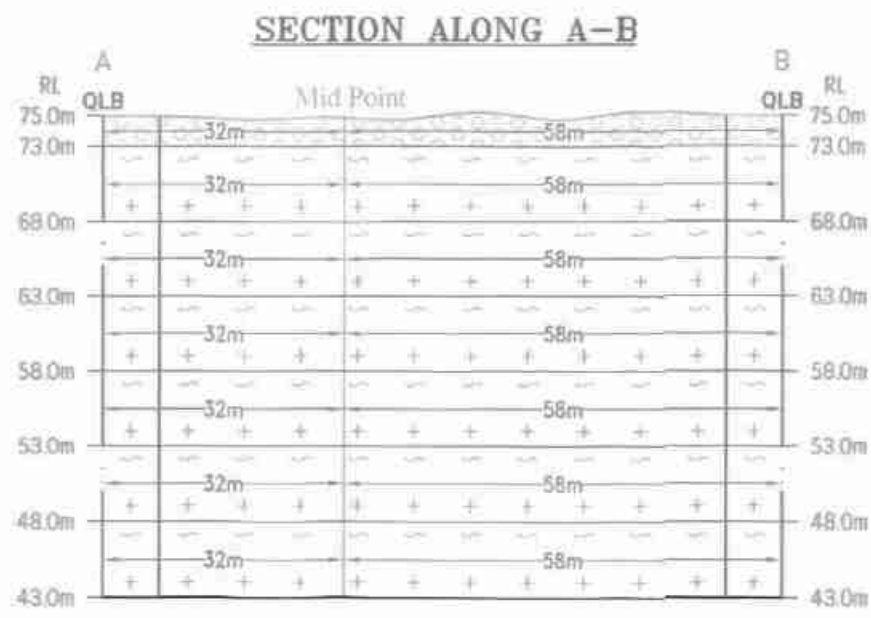 SECTION ALONG A-B
A B
RL RL
QLB Mid Point QLB
75.0m 75.0m
32m 58m
73.0m 73.0m
32m 58m
68.0m 68.0m
32m 58m
63.0m 63.0m
32m 58m
58.0m 58.0m
32m 58m
53.0m 53.0m
32m 58m
48.0m 48.0m
32m 58m
43.0m 43.0m